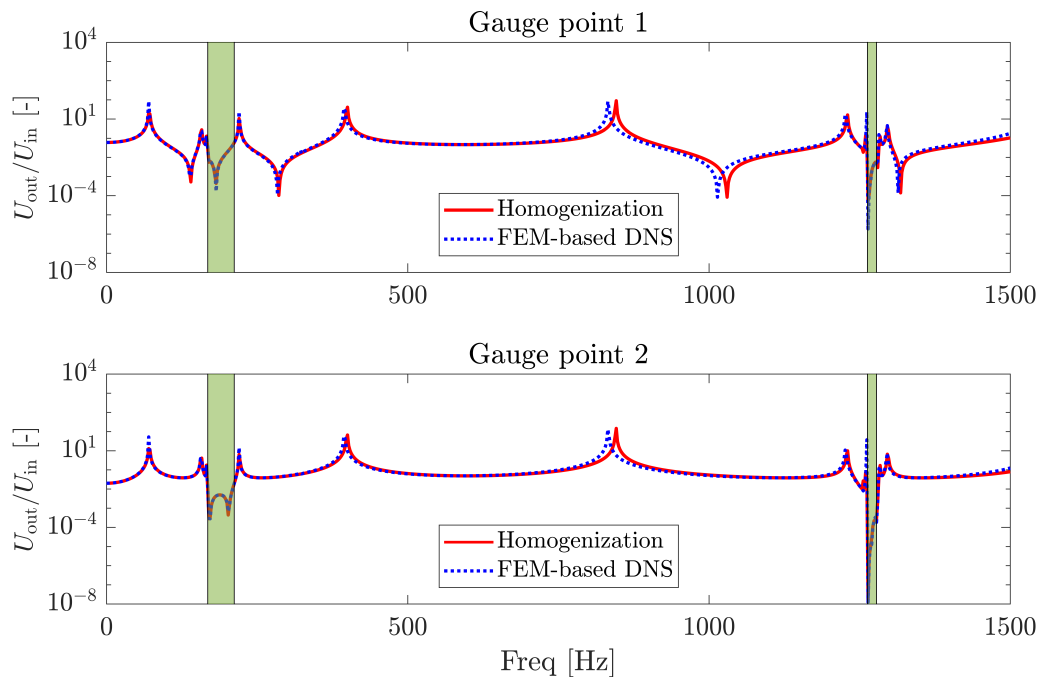 Gauge point 1
10^4
10^1
10^-4
10^-8
U_out/U_in [-]
Homogenization
FEM-based DNS
0 500 1000 1500
Gauge point 2
10^4
10^1
10^-4
10^-8
U_out/U_in [-]
Homogenization
FEM-based DNS
0 500 1000 1500
Freq [Hz]